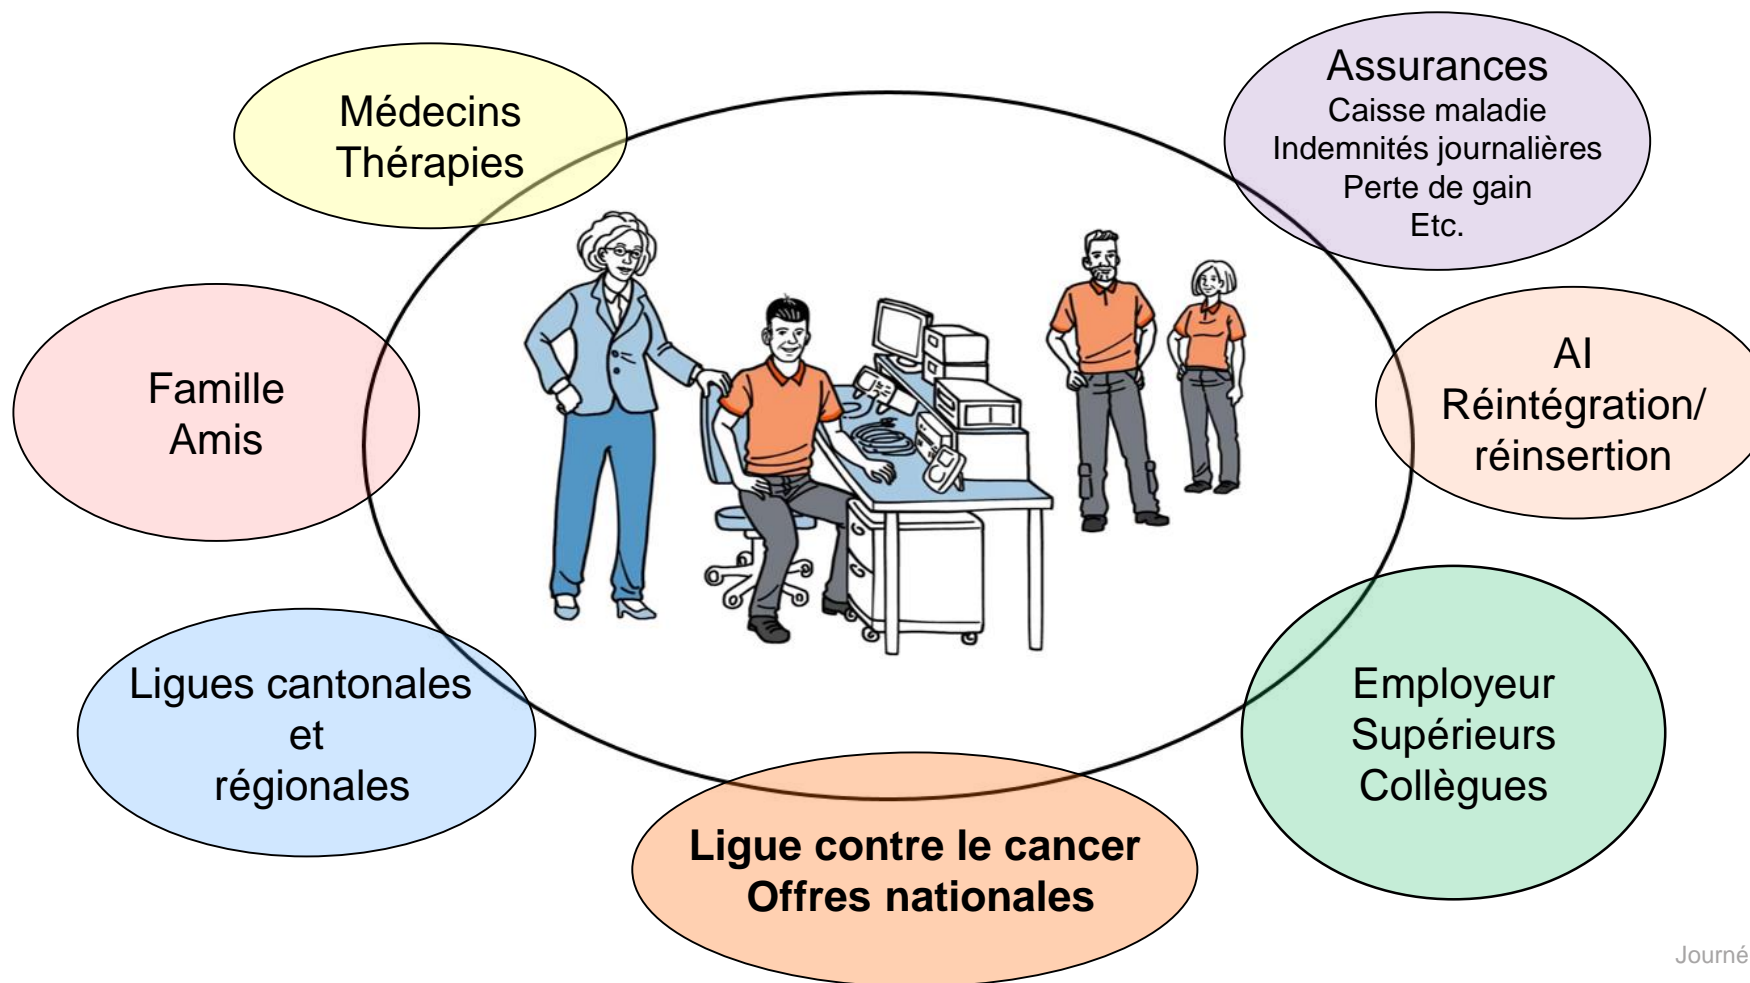 Médecins
Thérapies
Assurances
Caisse maladie
Indemnités journalières
Perte de gain
Etc.
Famille
Amis
AI
Réintégration/
réinsertion
Ligues cantonales
et
régionales
Employeur
Supérieurs
Collègues
Ligue contre le cancer
Offres nationales
Journé